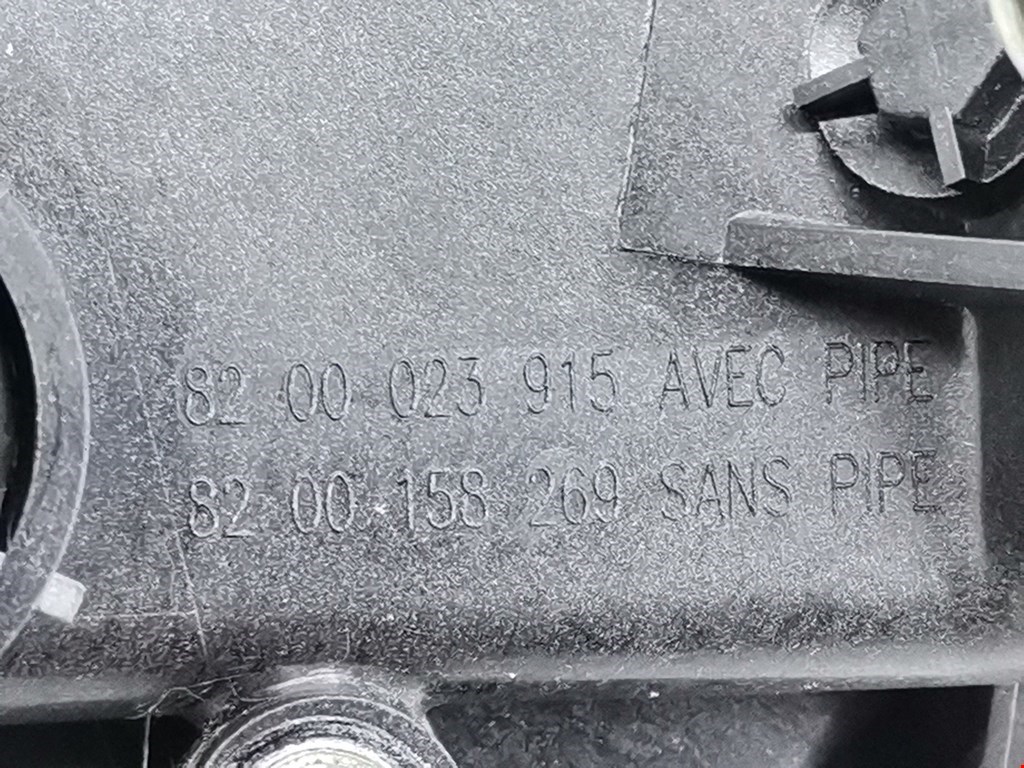 82 00 023 915 AVEC PIPE
82 00 158 269 SANS PIPE